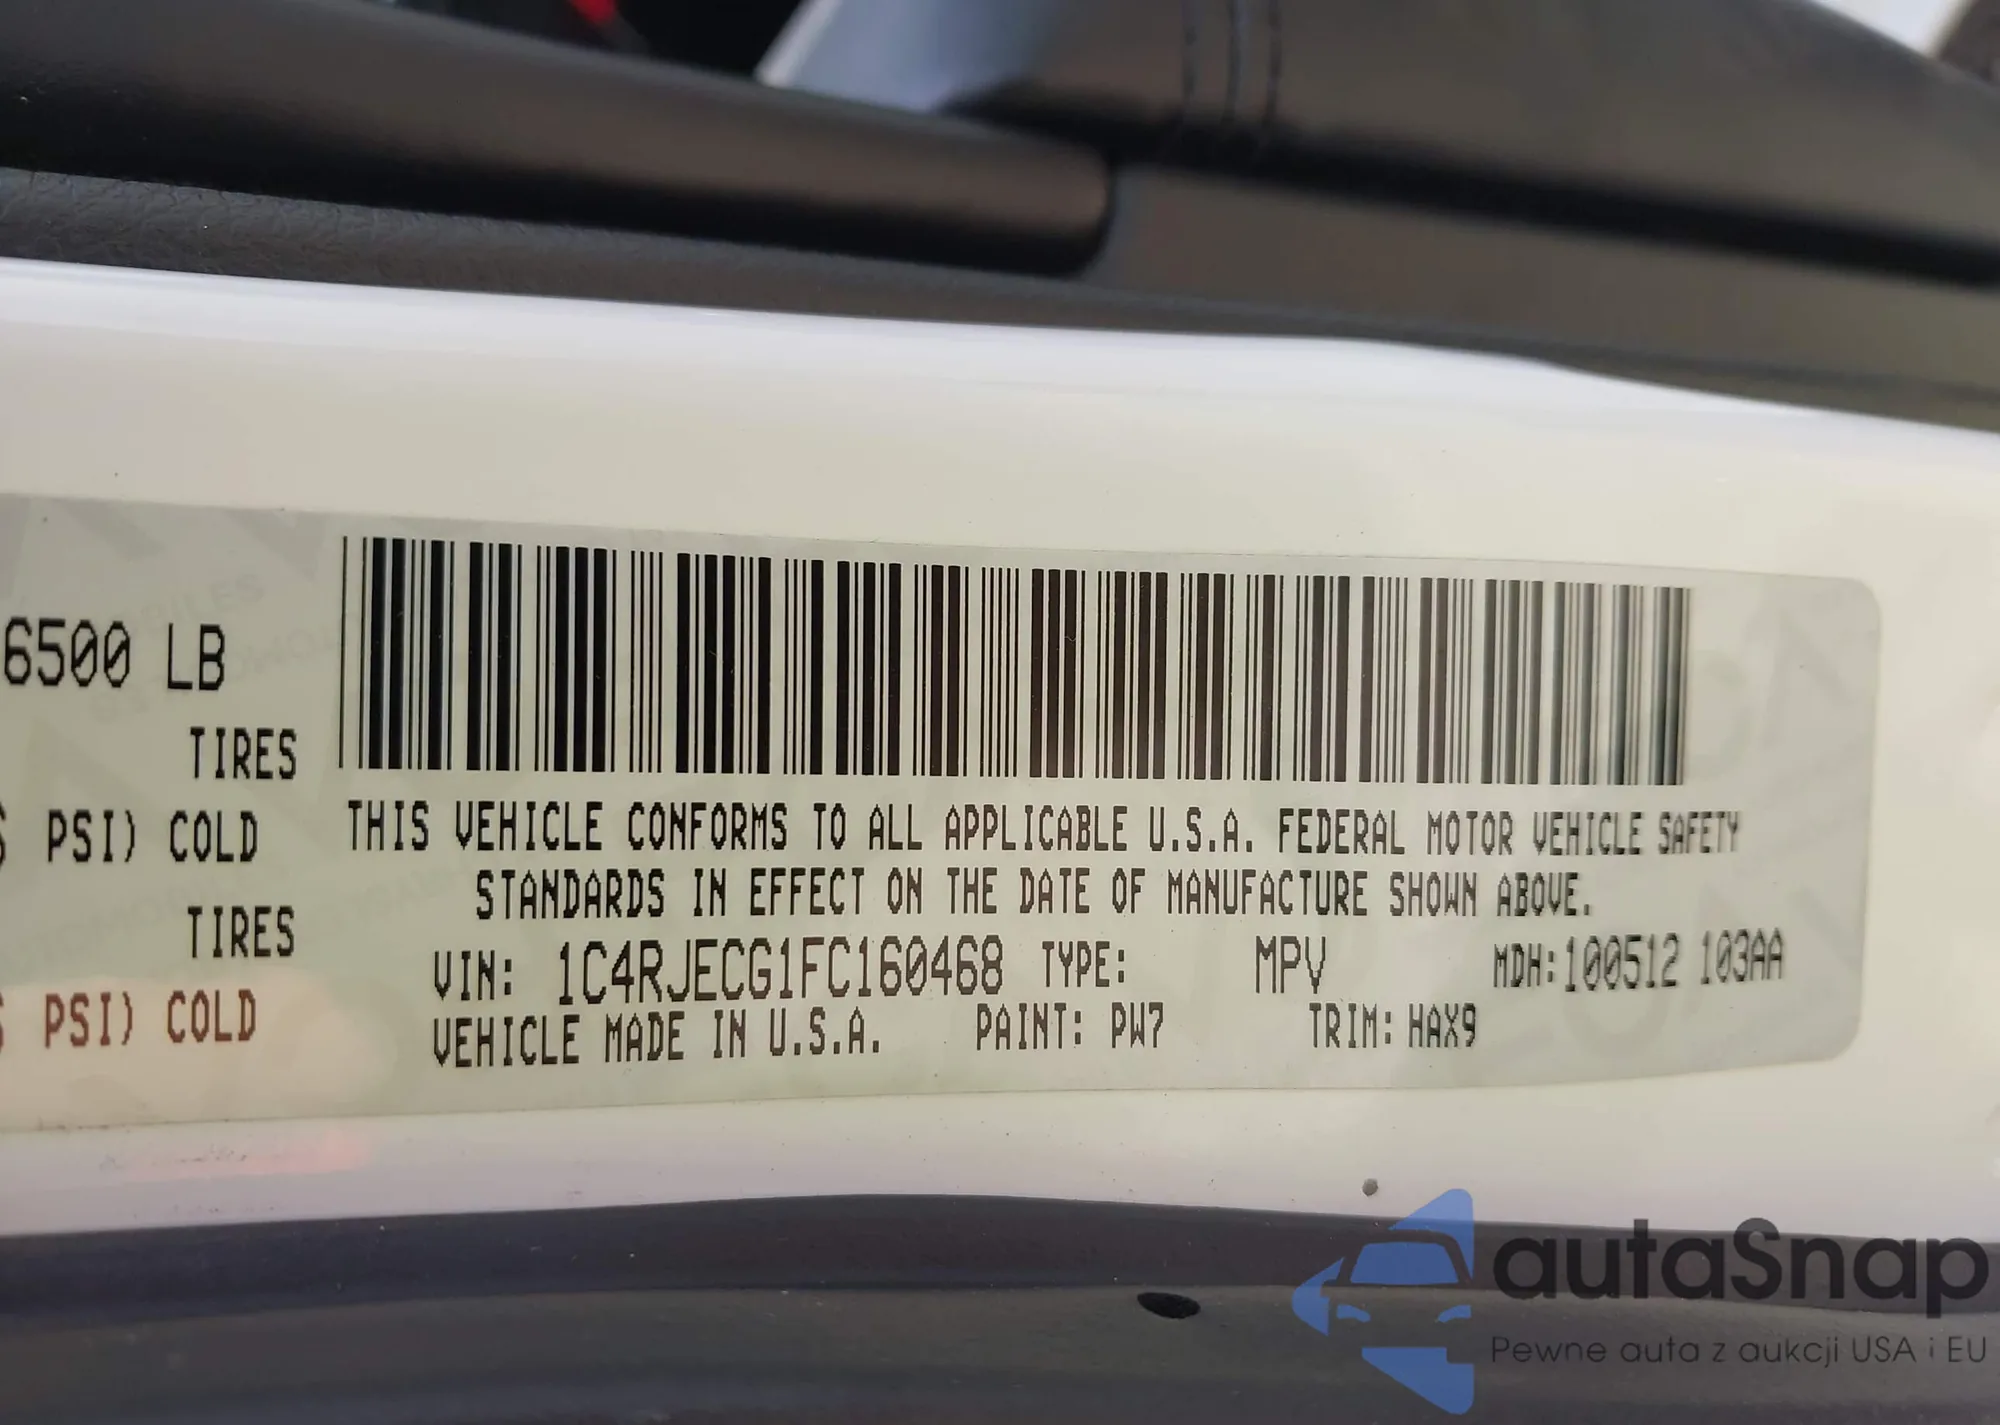 6500 LB
TIRES
PSI) COLD
TIRES
PSI) COLD
THIS VEHICLE CONFORMS TO ALL APPLICABLE U.S.A. FEDERAL MOTOR VEHICLE SAFETY
STANDARDS IN EFFECT ON THE DATE OF MANUFACTURE SHOWN ABOVE.
VIN: 1C4RJECG1FC160468 TYPE: MPV MDH:100512 103AA
VEHICLE MADE IN U.S.A. PAINT: PW7 TRIM: HAX9
autaSnap
Pewne auta z aukcji USA i EU